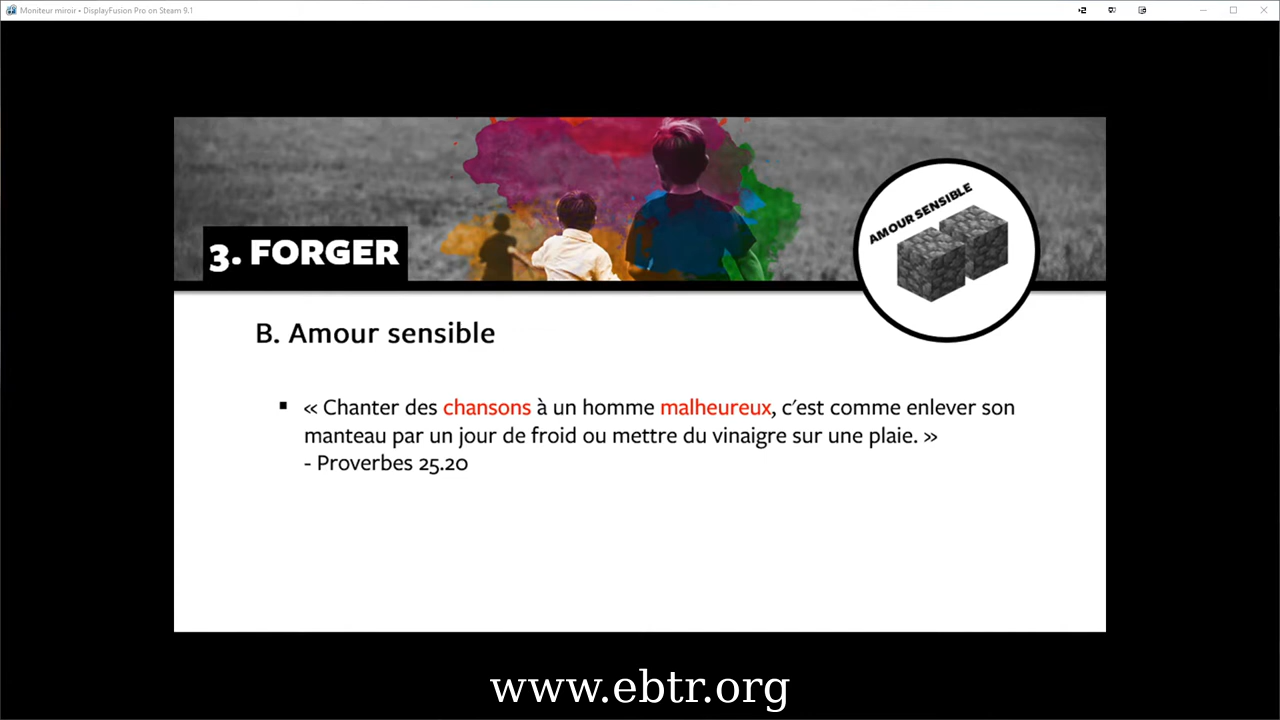 Moniteur miroir • DisplayFusion Pro on Steam 9.1
AMOUR SENSIBLE
3. FORGER
B. Amour sensible
▪ « Chanter des chansons à un homme malheureux, c'est comme enlever son
manteau par un jour de froid ou mettre du vinaigre sur une plaie. »
- Proverbes 25.20
www.ebtr.org